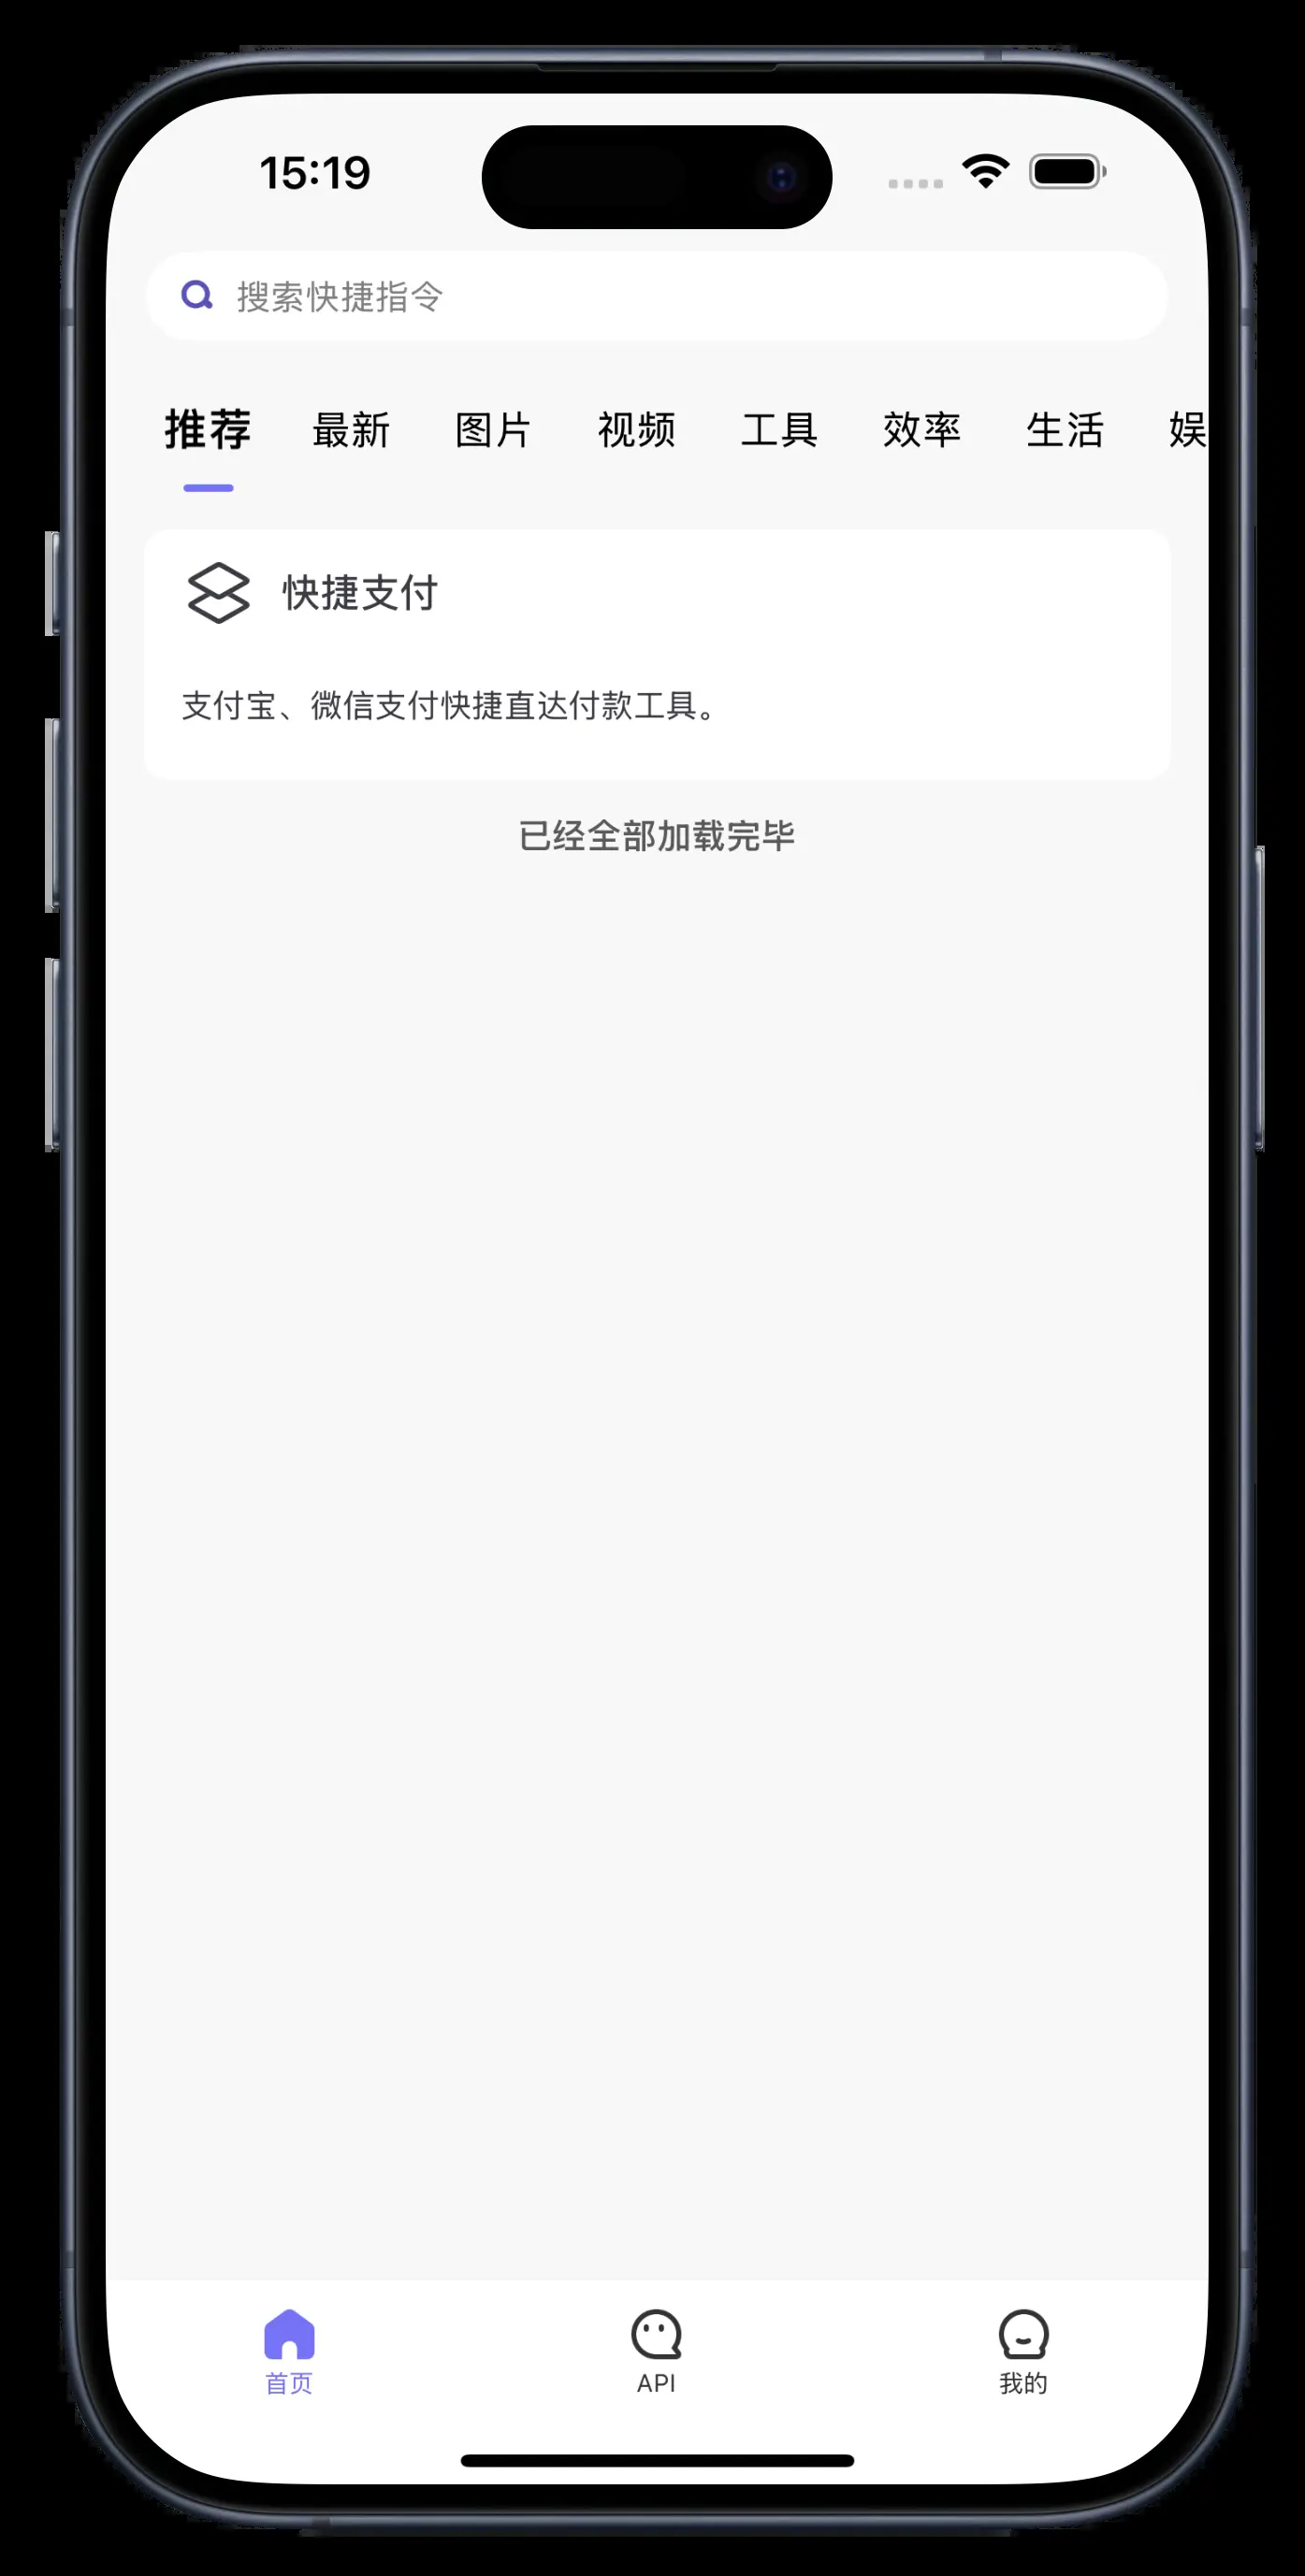 15:19
搜索快捷指令
推荐 最新 图片 视频 工具 效率 生活 娱
快捷支付
支付宝、微信支付快捷直达付款工具。
已经全部加载完毕
首页 API 我的